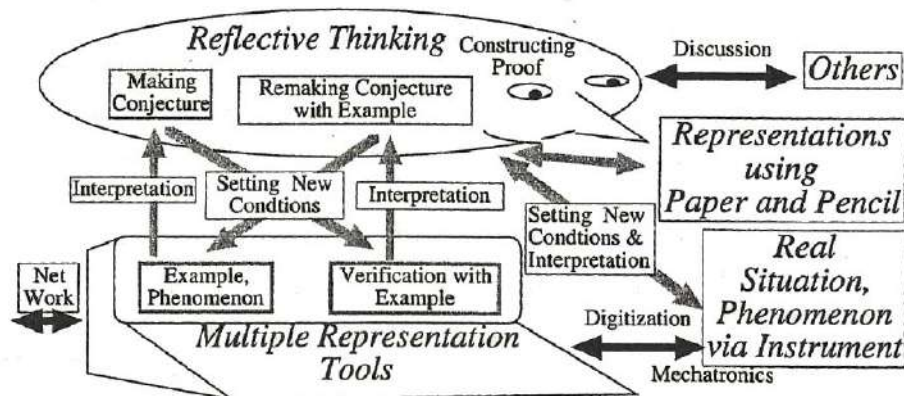 Reflective Thinking
Constructing
Proof
Making
Conjecture
Remaking Conjecture
with Example
Discussion
Others
Representations
using
Paper and Pencil
Interpretation
Setting New
Condtions
Interpretation
Setting New
Condtions &
Interpretation
Real
Situation,
Phenomenon
via Instrument
Net
Work
Example,
Phenomenon
Verification with
Example
Digitization
Mechatronics
Multiple Representation
Tools